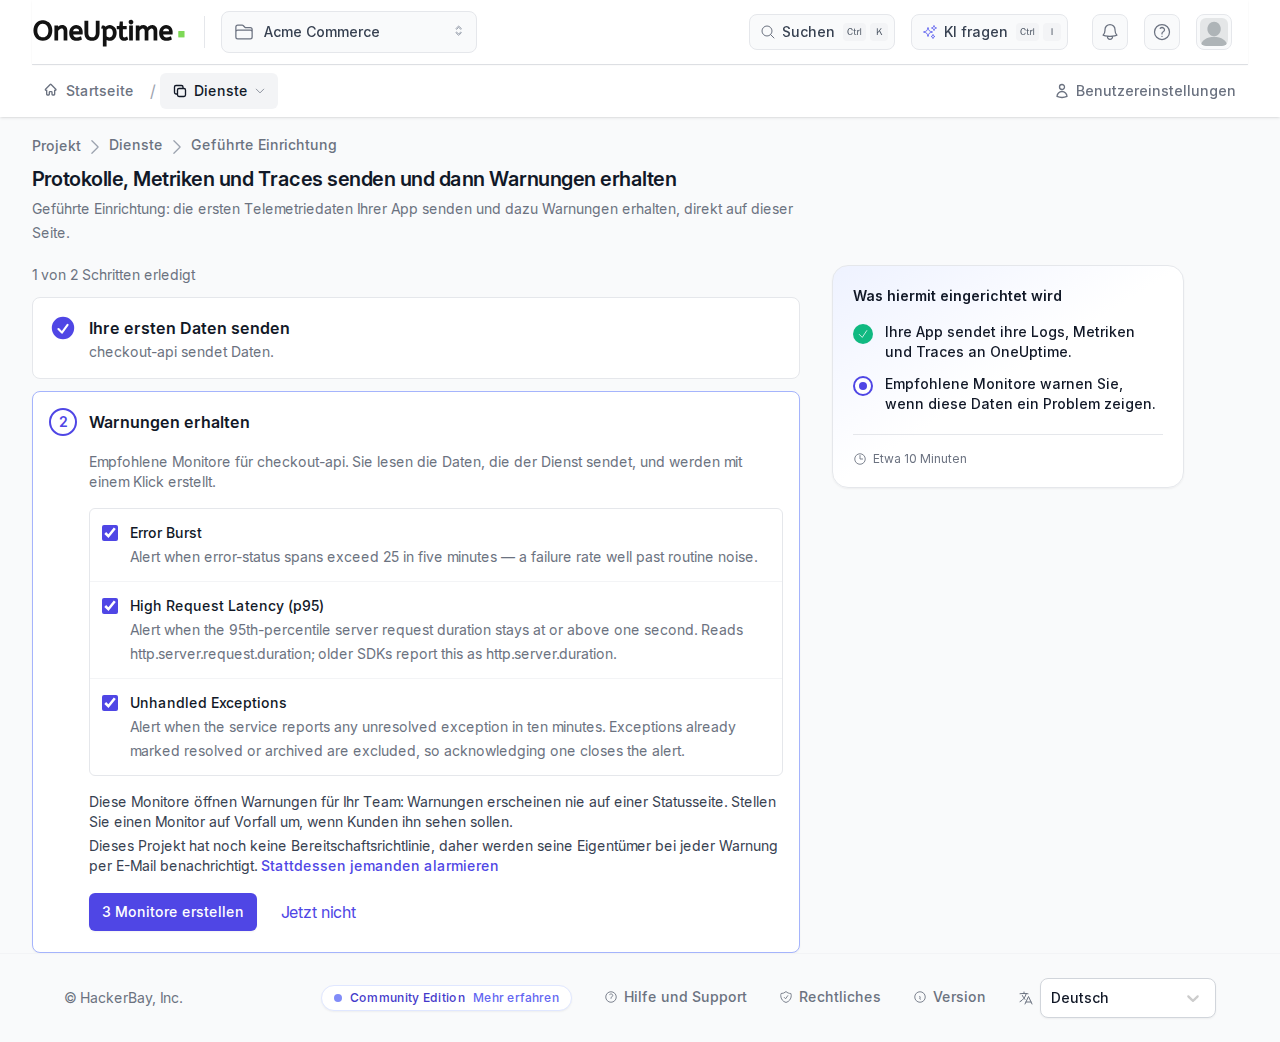 OneUptime
Acme Commerce
Suchen Ctrl K
KI fragen Ctrl I
Startseite / Dienste
Benutzereinstellungen
Projekt > Dienste > Geführte Einrichtung
Protokolle, Metriken und Traces senden und dann Warnungen erhalten
Geführte Einrichtung: die ersten Telemetriedaten Ihrer App senden und dazu Warnungen erhalten, direkt auf dieser
Seite.
1 von 2 Schritten erledigt
Ihre ersten Daten senden
checkout-api sendet Daten.
2 Warnungen erhalten
Empfohlene Monitore für checkout-api. Sie lesen die Daten, die der Dienst sendet, und werden mit
einem Klick erstellt.
Error Burst
Alert when error-status spans exceed 25 in five minutes — a failure rate well past routine noise.
High Request Latency (p95)
Alert when the 95th-percentile server request duration stays at or above one second. Reads
http.server.request.duration; older SDKs report this as http.server.duration.
Unhandled Exceptions
Alert when the service reports any unresolved exception in ten minutes. Exceptions already
marked resolved or archived are excluded, so acknowledging one closes the alert.
Diese Monitore öffnen Warnungen für Ihr Team: Warnungen erscheinen nie auf einer Statusseite. Stellen
Sie einen Monitor auf Vorfall um, wenn Kunden ihn sehen sollen.
Dieses Projekt hat noch keine Bereitschaftsrichtlinie, daher werden seine Eigentümer bei jeder Warnung
per E-Mail benachrichtigt. Stattdessen jemanden alarmieren
3 Monitore erstellen
Jetzt nicht
Was hiermit eingerichtet wird
Ihre App sendet ihre Logs, Metriken
und Traces an OneUptime.
Empfohlene Monitore warnen Sie,
wenn diese Daten ein Problem zeigen.
Etwa 10 Minuten
© HackerBay, Inc.
Community Edition Mehr erfahren
Hilfe und Support
Rechtliches
Version
Deutsch